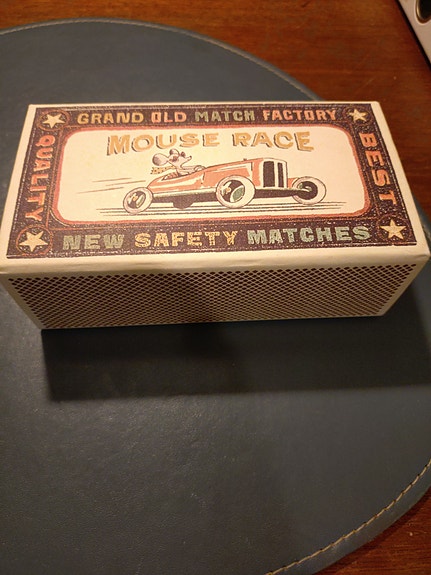 GRAND OLD MATCH FACTORY
QUALITY
MOUSE RACE
BEST
NEW SAFETY MATCHES